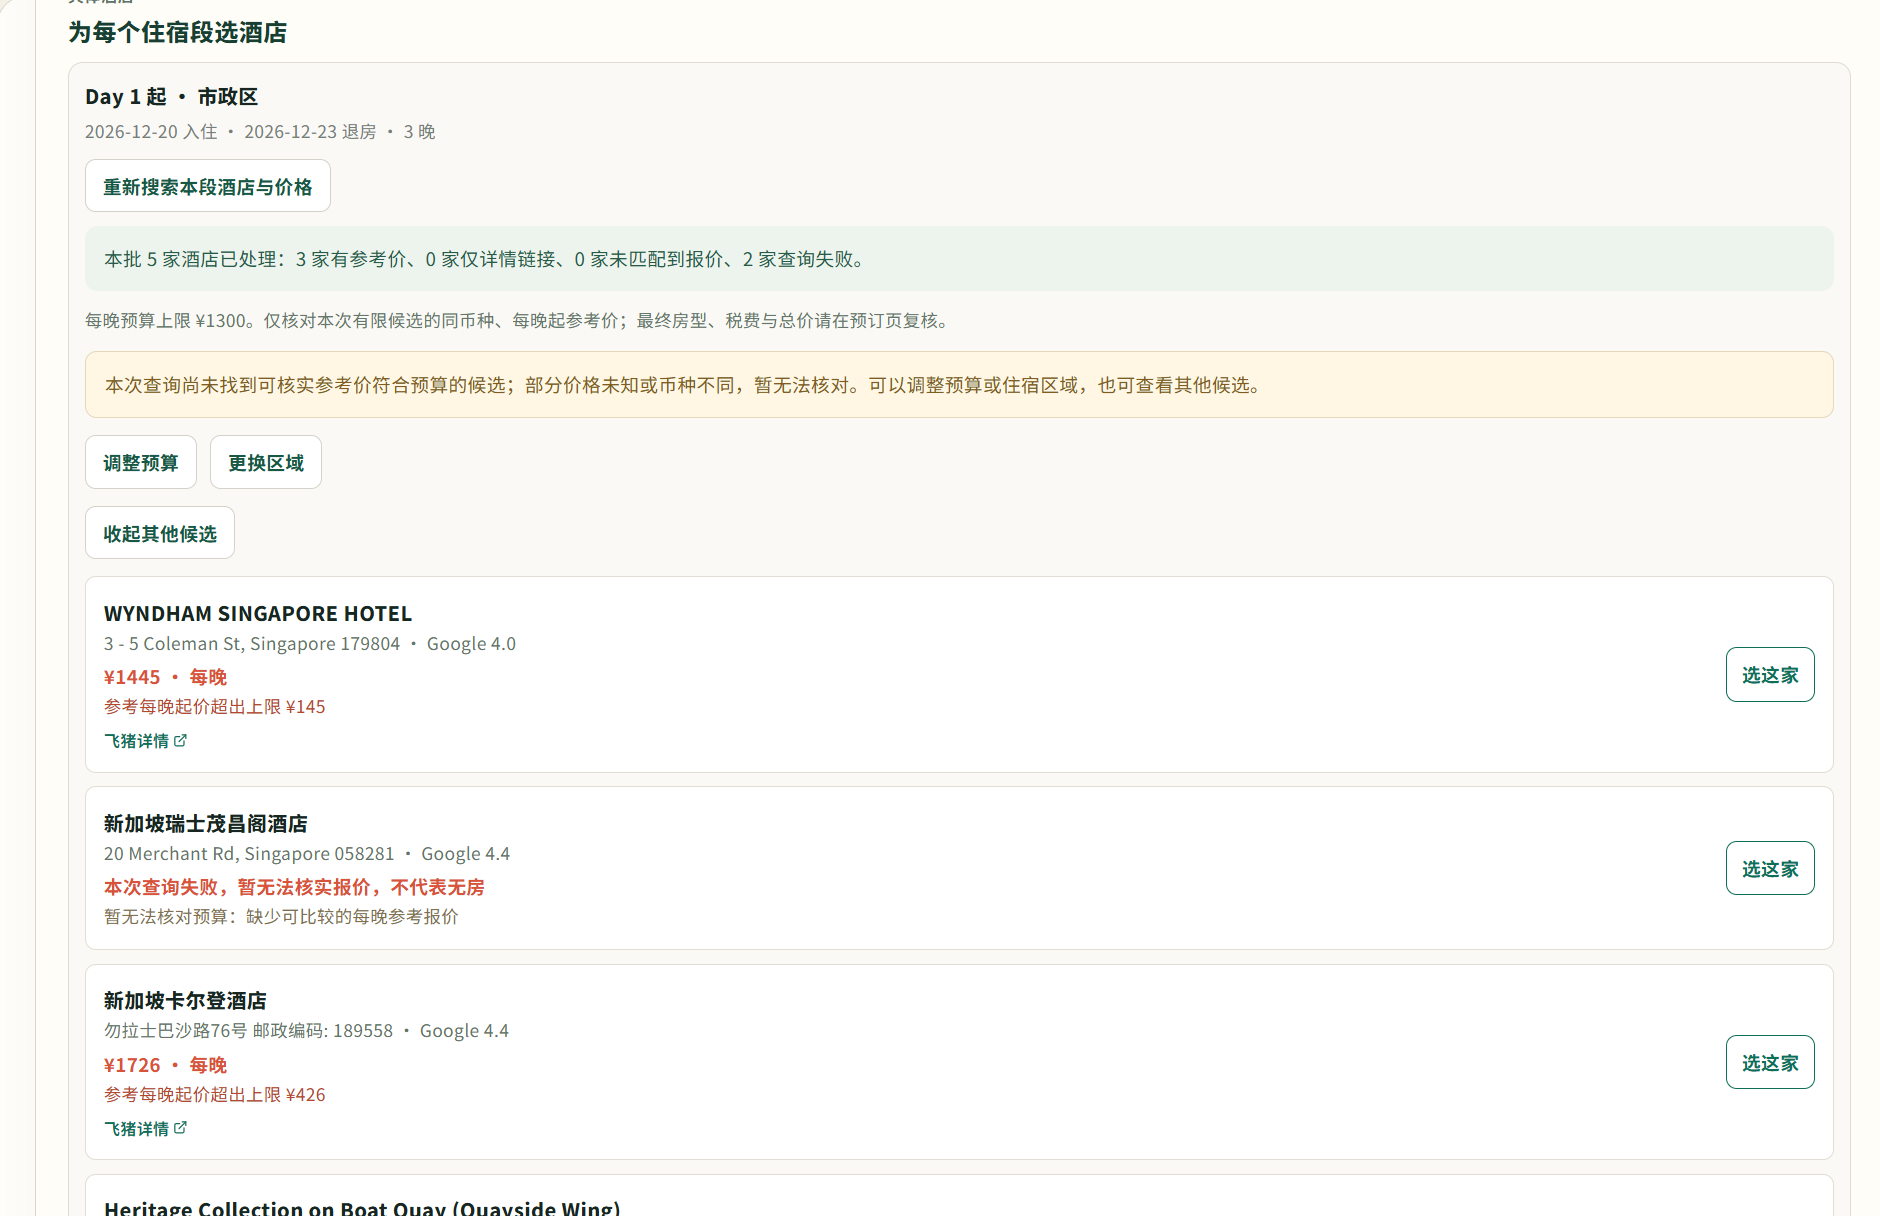 为每个住宿段选酒店
Day 1 起 · 市政区
2026-12-20 入住 · 2026-12-23 退房 · 3 晚
重新搜索本段酒店与价格
本批 5 家酒店已处理：3 家有参考价、0 家仅详情链接、0 家未匹配到报价、2 家查询失败。
每晚预算上限 ¥1300。仅核对本次有限候选的同币种、每晚起参考价；最终房型、税费与总价请在预订页复核。
本次查询尚未找到可核实参考价符合预算的候选；部分价格未知或币种不同，暂无法核对。可以调整预算或住宿区域，也可查看其他候选。
调整预算
更换区域
收起其他候选
WYNDHAM SINGAPORE HOTEL
3 - 5 Coleman St, Singapore 179804 · Google 4.0
¥1445 · 每晚
参考每晚起价超出上限 ¥145
飞猪详情
选这家
新加坡瑞士茂昌阁酒店
20 Merchant Rd, Singapore 058281 · Google 4.4
本次查询失败，暂无法核实报价，不代表无房
暂无法核对预算：缺少可比较的每晚参考报价
选这家
新加坡卡尔登酒店
勿拉士巴沙路76号 邮政编码: 189558 · Google 4.4
¥1726 · 每晚
参考每晚起价超出上限 ¥426
飞猪详情
选这家
Heritage Collection on Boat Quay (Quayside Wing)